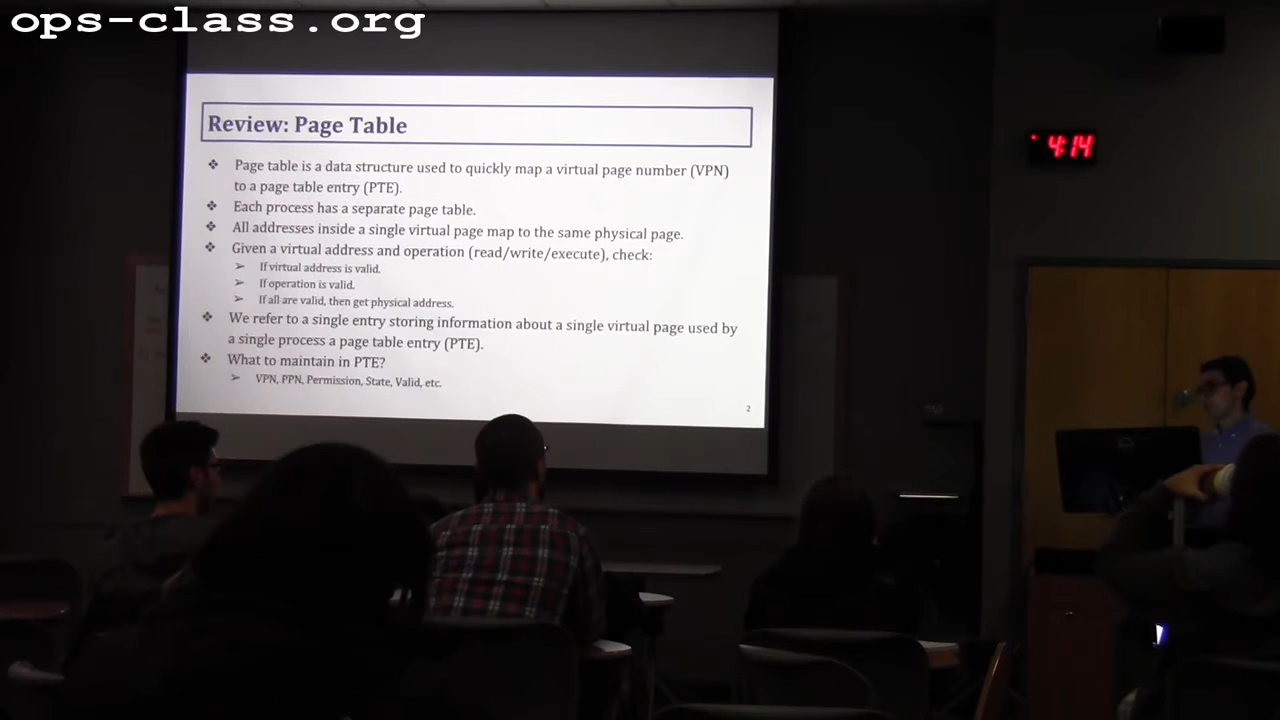 ops-class.org
Review: Page Table
❖ Page table is a data structure used to quickly map a virtual page number (VPN)
to a page table entry (PTE).
❖ Each process has a separate page table.
❖ All addresses inside a single virtual page map to the same physical page.
❖ Given a virtual address and operation (read/write/execute), check:
➢ If virtual address is valid.
➢ If operation is valid.
➢ If all are valid, then get physical address.
❖ We refer to a single entry storing information about a single virtual page used by
a single process a page table entry (PTE).
❖ What to maintain in PTE?
➢ VPN, PPN, Permission, State, Valid, etc.
2
4:14